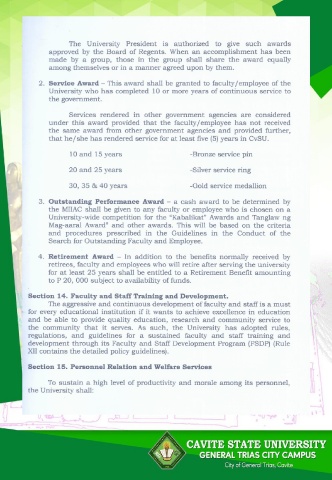 The University President is authorized to give such awards
approved by the Board of Regents. When an accomplishment has been
made by a group, those in the group shall share the award equally
among themselves or in a manner agreed upon by them.
2. Service Award – This award shall be granted to faculty/employee of the
University who has completed 10 or more years of continuous service to
the government.
Services rendered in other government agencies are considered
under this award provided that the faculty/employee has not received
the same award from other government agencies and provided further,
that he/she has rendered service for at least five (5) years in CvSU.
10 and 15 years -Bronze service pin
20 and 25 years -Silver service ring
30, 35 & 40 years -Gold service medallion
3. Outstanding Performance Award – a cash award to be determined by
the MIIAC shall be given to any faculty or employee who is chosen on a
University-wide competition for the "Kabalikat" Awards and Tanglaw ng
Mag-aaral Award" and other awards. This will be based on the criteria
and procedures prescribed in the Guidelines in the Conduct of the
Search for Outstanding Faculty and Employee.
4. Retirement Award – In addition to the benefits normally received by
retirees, faculty and employees who will retire after serving the university
for at least 25 years shall be entitled to a Retirement Benefit amounting
to P 20, 000 subject to availability of funds.
Section 14. Faculty and Staff Training and Development.
The aggressive and continuous development of faculty and staff is a must
for every educational institution if it wants to achieve excellence in education
and be able to provide quality education, research and community service to
the community that it serves. As such, the University has adopted rules,
regulations, and guidelines for a sustained faculty and staff training and
development through its Faculty and Staff Development Program (FSDP) (Rule
XII contains the detailed policy guidelines).
Section 15. Personnel Relation and Welfare Services
To sustain a high level of productivity and morale among its personnel,
the University shall:
CAVITE STATE UNIVERSITY
GENERAL TRIAS CITY CAMPUS
City of General Trias, Cavite